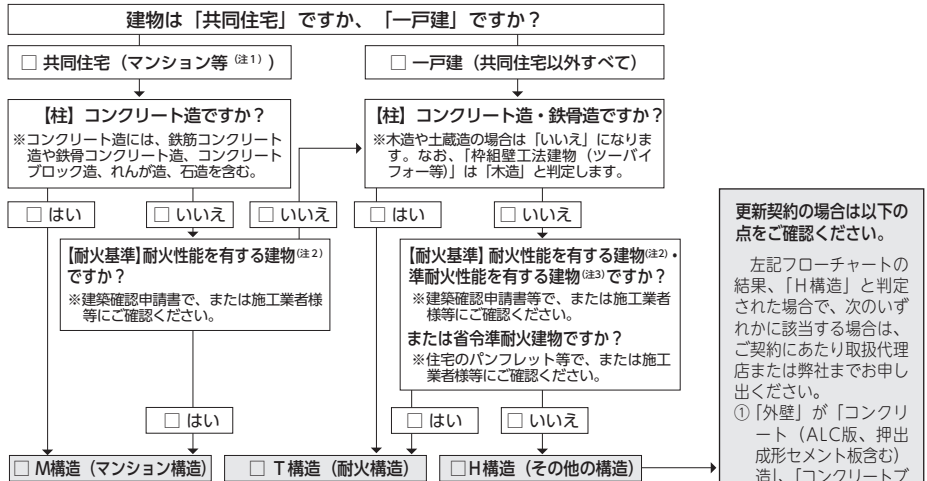 建物は「共同住宅」ですか、「一戸建」ですか？
□ 共同住宅（マンション等（注1））
□ 一戸建（共同住宅以外すべて）
【柱】コンクリート造ですか？
※コンクリート造には、鉄筋コンクリート
造や鉄骨コンクリート造、コンクリート
ブロック造、れんが造、石造を含む。
【柱】コンクリート造・鉄骨造ですか？
※木造や土蔵造の場合は「いいえ」になりま
す。なお、「枠組壁工法建物（ツーバイ
フォー等）」は「木造」と判定します。
□ はい
□ いいえ
□ いいえ
□ はい
□ いいえ
【耐火基準】耐火性能を有する建物（注2）
ですか？
※建築確認申請書で、または施工業者様
等にご確認ください。
【耐火基準】耐火性能を有する建物（注2）・
準耐火性能を有する建物（注3）ですか？
※建築確認申請書等で、または施工業者
様等にご確認ください。
または省令準耐火建物ですか？
※住宅のパンフレット等で、または施工
業者様等にご確認ください。
□ はい
□ はい
□ いいえ
□ M構造（マンション構造）
□ T構造（耐火構造）
□H構造（その他の構造）
更新契約の場合は以下の
点をご確認ください。
左記フローチャートの
結果、「H構造」と判定
された場合で、次のいず
れかに該当する場合は、
ご契約にあたり取扱代理
店または弊社までお申し
出ください。
①「外壁」が「コンクリ
ート（ALC版、押出
成形セメント板含む）
造」、「コンクリートブ